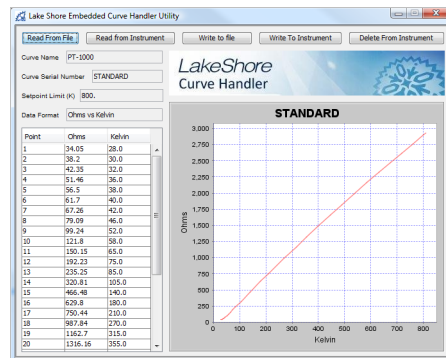 Lake Shore Embedded Curve Handler Utility
Read From File Read from Instrument Write to file Write To Instrument Delete From Instrument
Curve Name PT-1000
Curve Serial Number STANDARD
Setpoint Limit (K) 800.
Data Format Ohms vs Kelvin
LakeShore
Curve Handler
Point Ohms Kelvin
1 34.05 28.0
2 38.2 30.0
3 42.35 32.0
4 51.46 36.0
5 56.5 38.0
6 61.7 40.0
7 67.26 42.0
8 79.09 46.0
9 99.24 52.0
10 121.8 58.0
11 150.15 65.0
12 192.23 75.0
13 235.25 85.0
14 320.81 105.0
15 466.48 140.0
16 629.8 180.0
17 750.44 210.0
18 987.84 270.0
19 1162.7 315.0
20 1316.16 355.0
STANDARD
3,000
2,750
2,500
2,250
2,000
1,750
1,500
1,250
1,000
750
500
250
0
Ohms
0 100 200 300 400 500 600 700 800
Kelvin